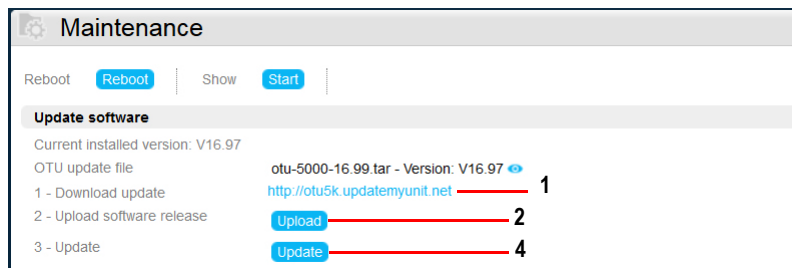 Maintenance
Reboot Reboot Show Start
Update software
Current installed version: V16.97
OTU update file otu-5000-16.99.tar - Version: V16.97
1 - Download update http://otu5k.updatemyunit.net 1
2 - Upload software release Upload 2
3 - Update Update 4